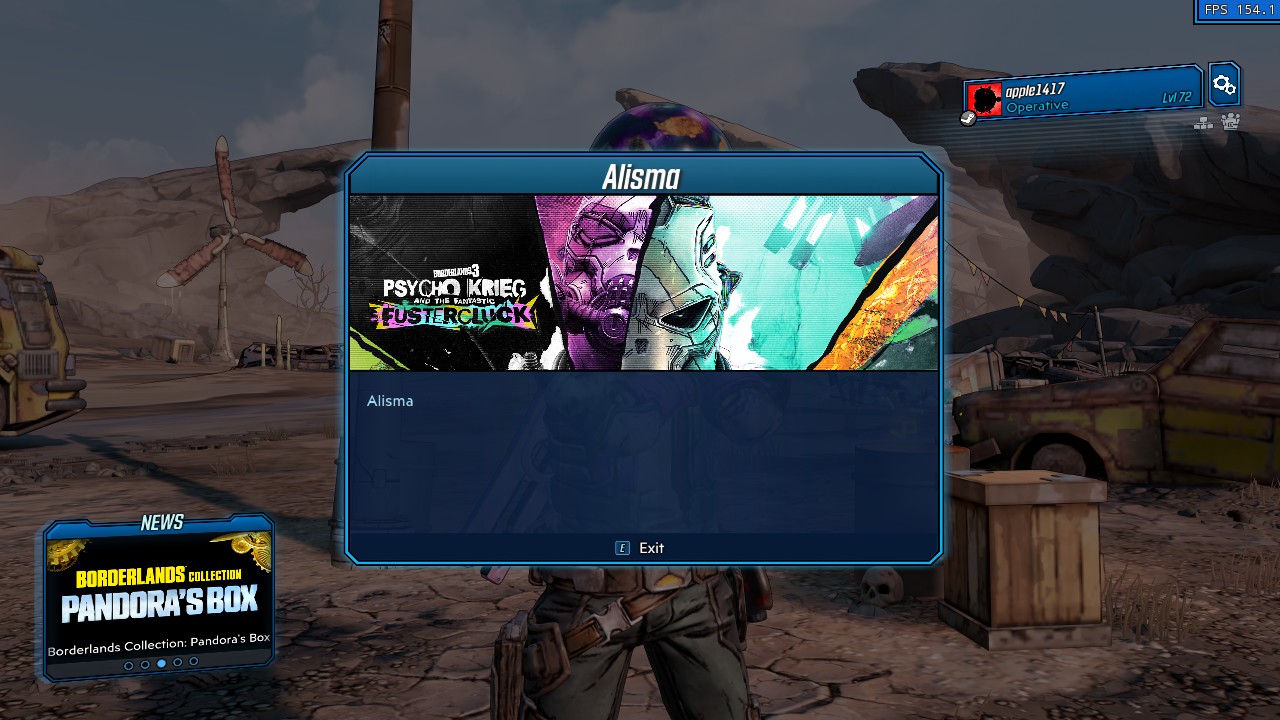 FPS 154.1
apple1417
Operative
Lvl 72
Alisma
BORDERLANDS 3
PSYCHO KRIEG
AND THE FANTASTIC
FUSTERCLUCK
Alisma
E Exit
NEWS
BORDERLANDS COLLECTION
PANDORA'S BOX
Borderlands Collection: Pandora's Box